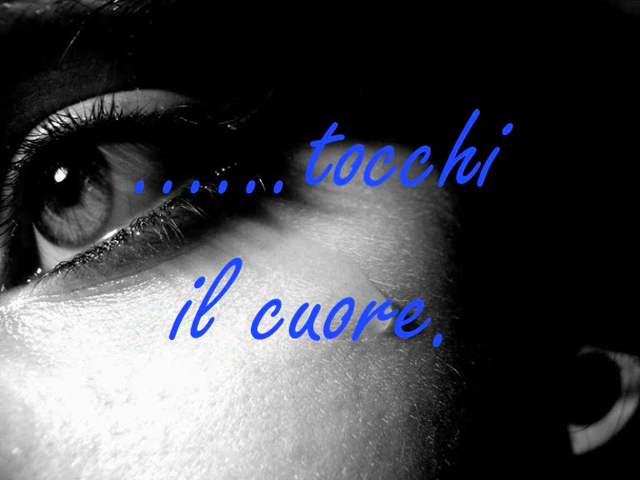 ......tocchi
il cuore.